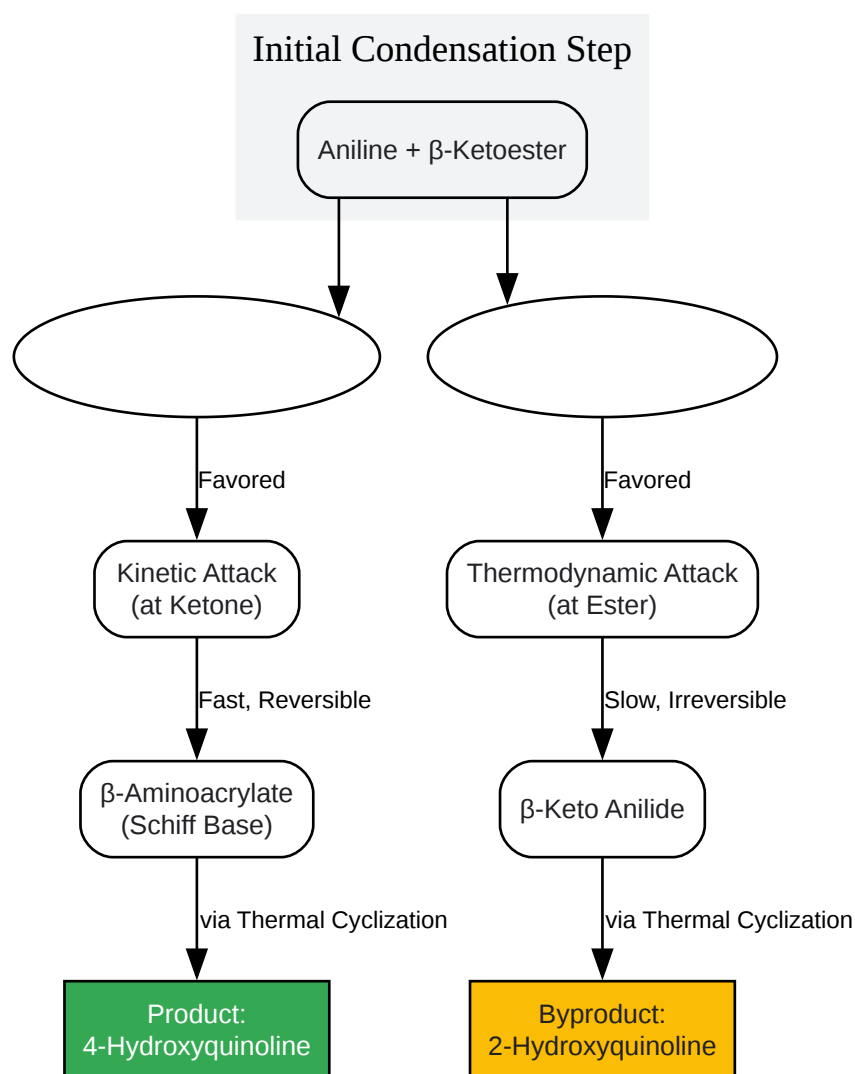 Initial Condensation Step
Aniline + β-Ketoester
Favored
Favored
Kinetic Attack
(at Ketone)
Thermodynamic Attack
(at Ester)
Fast, Reversible
Slow, Irreversible
β-Aminoacrylate
(Schiff Base)
β-Keto Anilide
via Thermal Cyclization
via Thermal Cyclization
Product:
4-Hydroxyquinoline
Byproduct:
2-Hydroxyquinoline